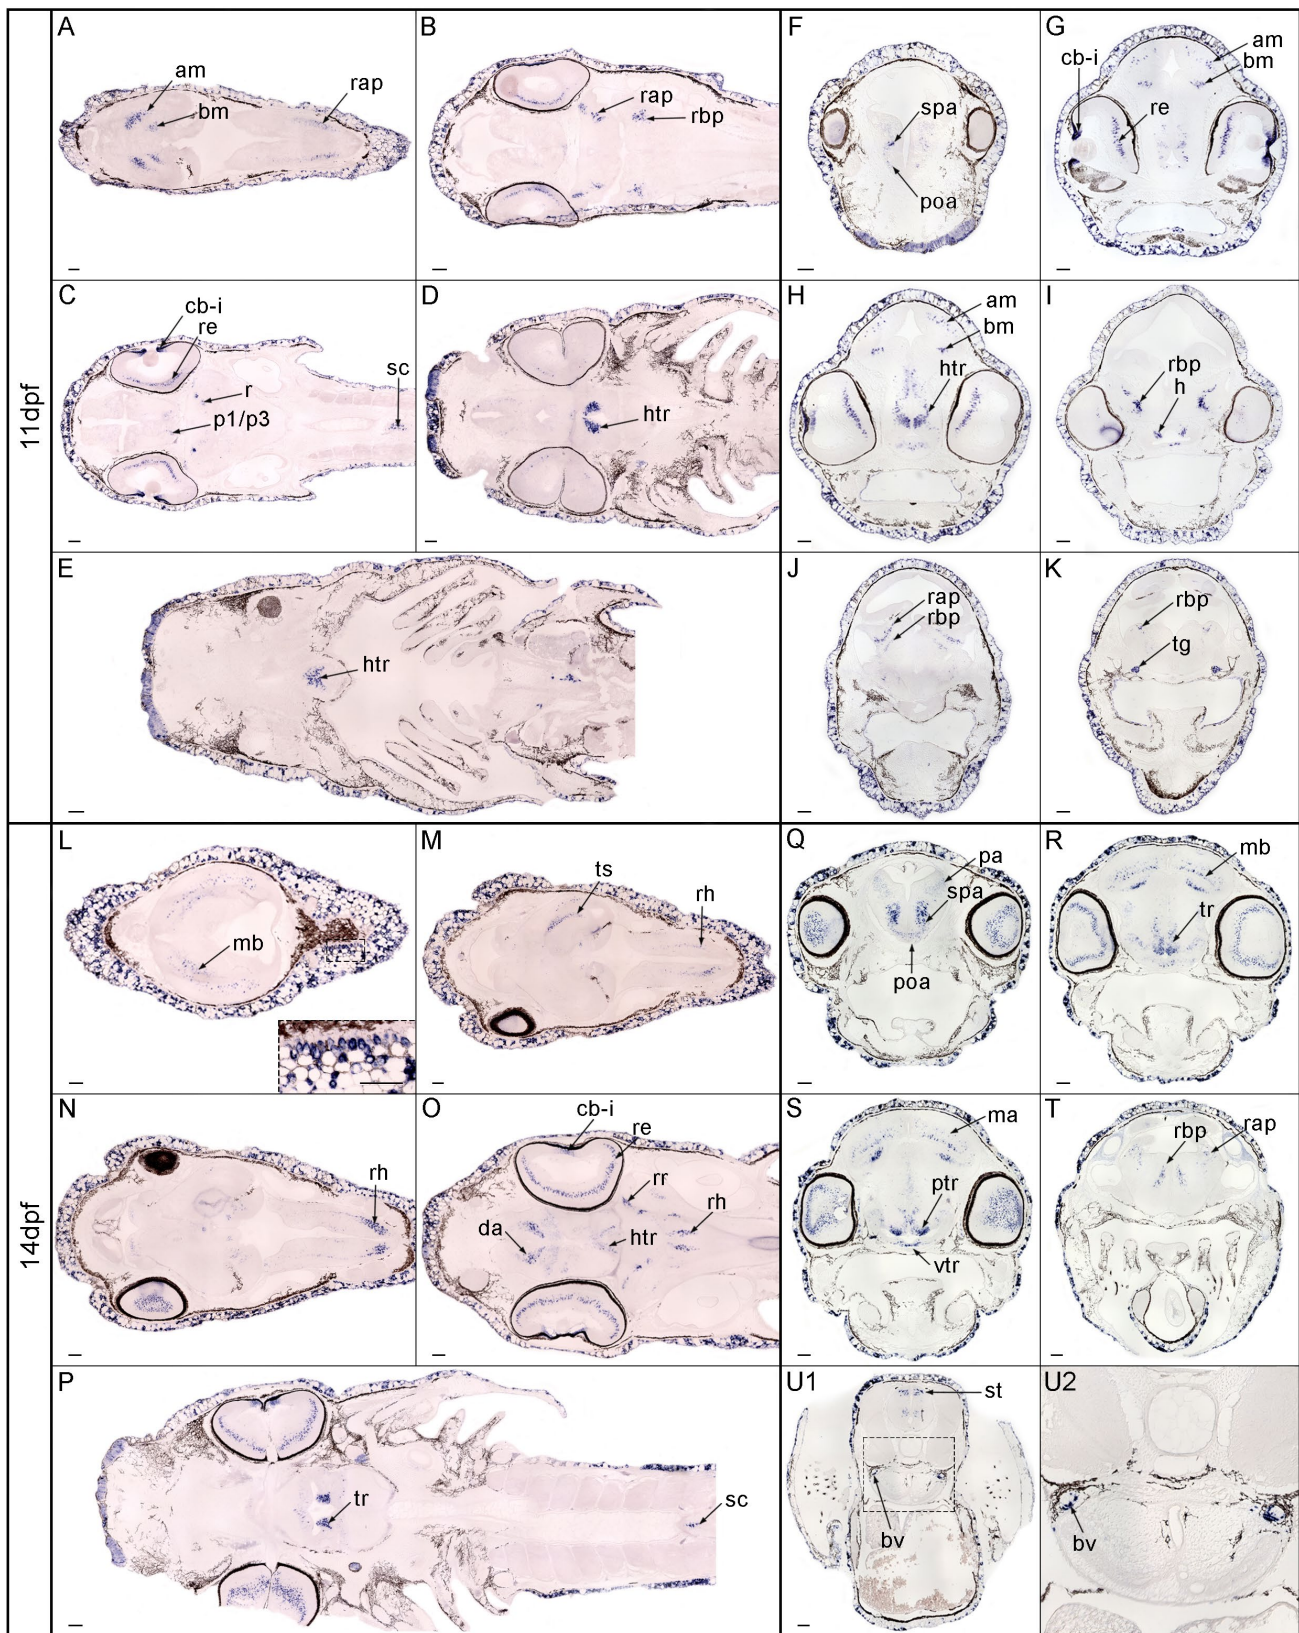 11dpf
A
am
bm
rap
B
rap
rbp
F
spa
poa
G
cb-i
am
bm
re
C
cb-i
re
r
p1/p3
sc
D
htr
H
am
bm
htr
I
rbp
h
E
htr
J
rap
rbp
K
rbp
tg
14dpf
L
mb
M
ts
rh
Q
pa
spa
poa
R
mb
tr
N
rh
O
cb-i
re
rr
rh
da
htr
S
ma
ptr
vtr
T
rbp
rap
P
tr
sc
U1
st
bv
U2
bv